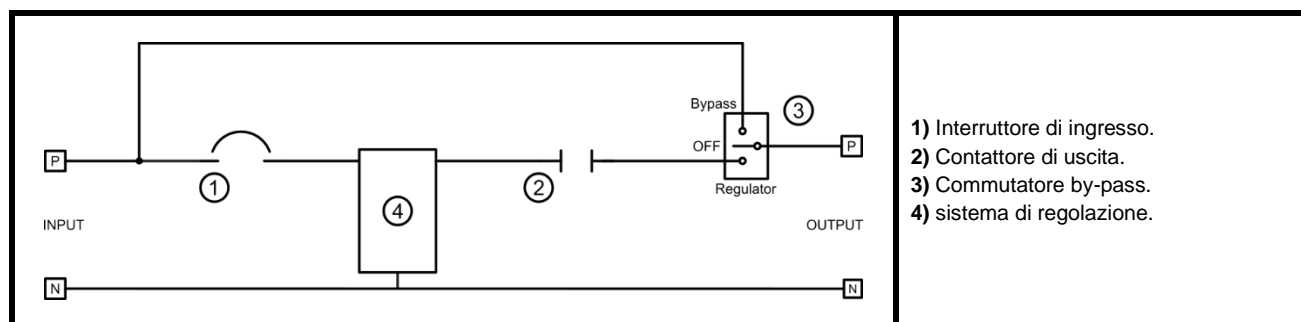 Bypass
3
P
OFF
P
1
2
Regulator
4
INPUT
OUTPUT
N
N
1) Interruttore di ingresso.
2) Contattore di uscita.
3) Commutatore by-pass.
4) sistema di regolazione.